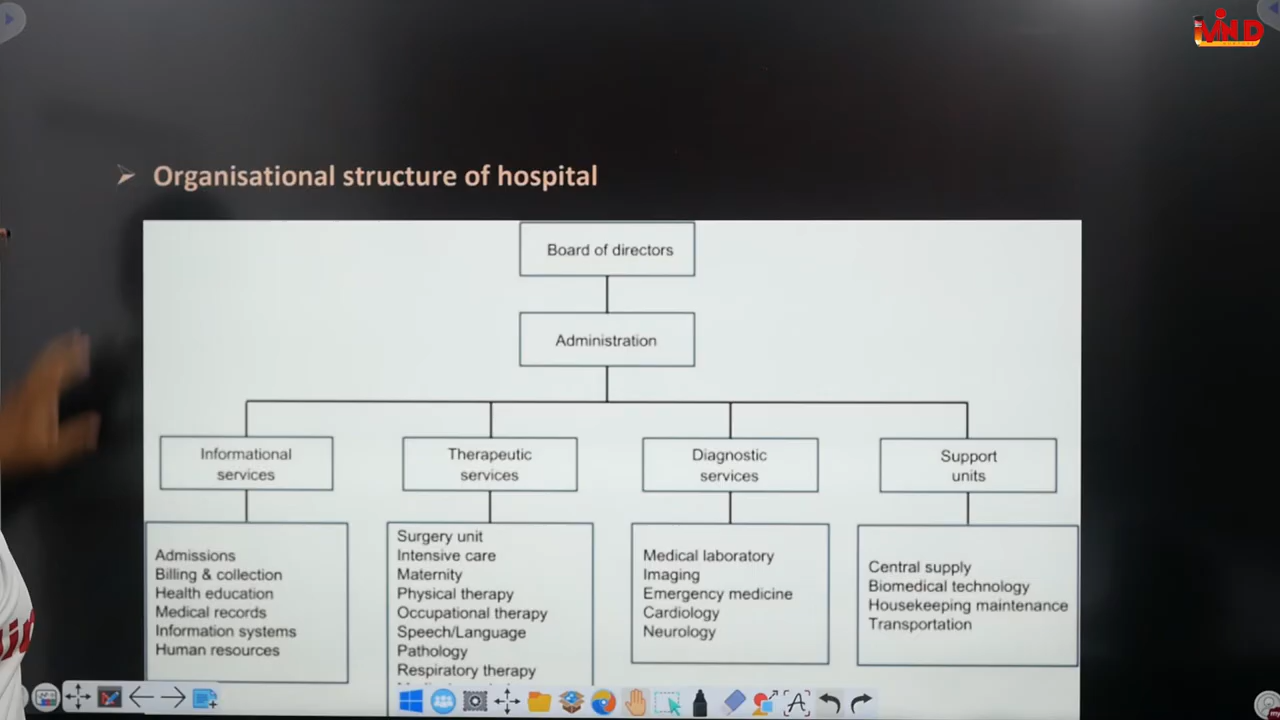 MIND
Organisational structure of hospital
Board of directors
Administration
Informational
services
Therapeutic
services
Diagnostic
services
Support
units
Admissions
Billing & collection
Health education
Medical records
Information systems
Human resources
Surgery unit
Intensive care
Maternity
Physical therapy
Occupational therapy
Speech/Language
Pathology
Respiratory therapy
Medical laboratory
Imaging
Emergency medicine
Cardiology
Neurology
Central supply
Biomedical technology
Housekeeping maintenance
Transportation